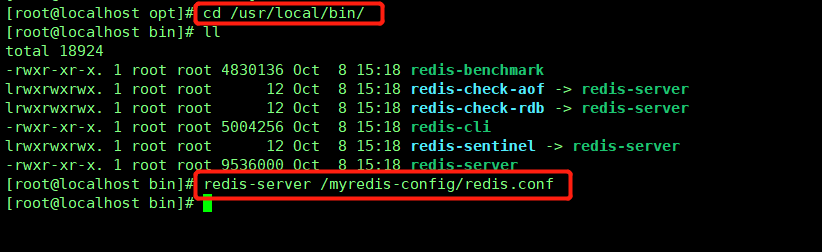 [root@localhost opt]# cd /usr/local/bin/
[root@localhost bin]# ll
total 18924
-rwxr-xr-x. 1 root root 4830136 Oct  8 15:18 redis-benchmark
lrwxrwxrwx. 1 root root      12 Oct  8 15:18 redis-check-aof -> redis-server
lrwxrwxrwx. 1 root root      12 Oct  8 15:18 redis-check-rdb -> redis-server
-rwxr-xr-x. 1 root root 5004256 Oct  8 15:18 redis-cli
lrwxrwxrwx. 1 root root      12 Oct  8 15:18 redis-sentinel -> redis-server
-rwxr-xr-x. 1 root root 9536000 Oct  8 15:18 redis-server
[root@localhost bin]# redis-server /myredis-config/redis.conf
[root@localhost bin]#